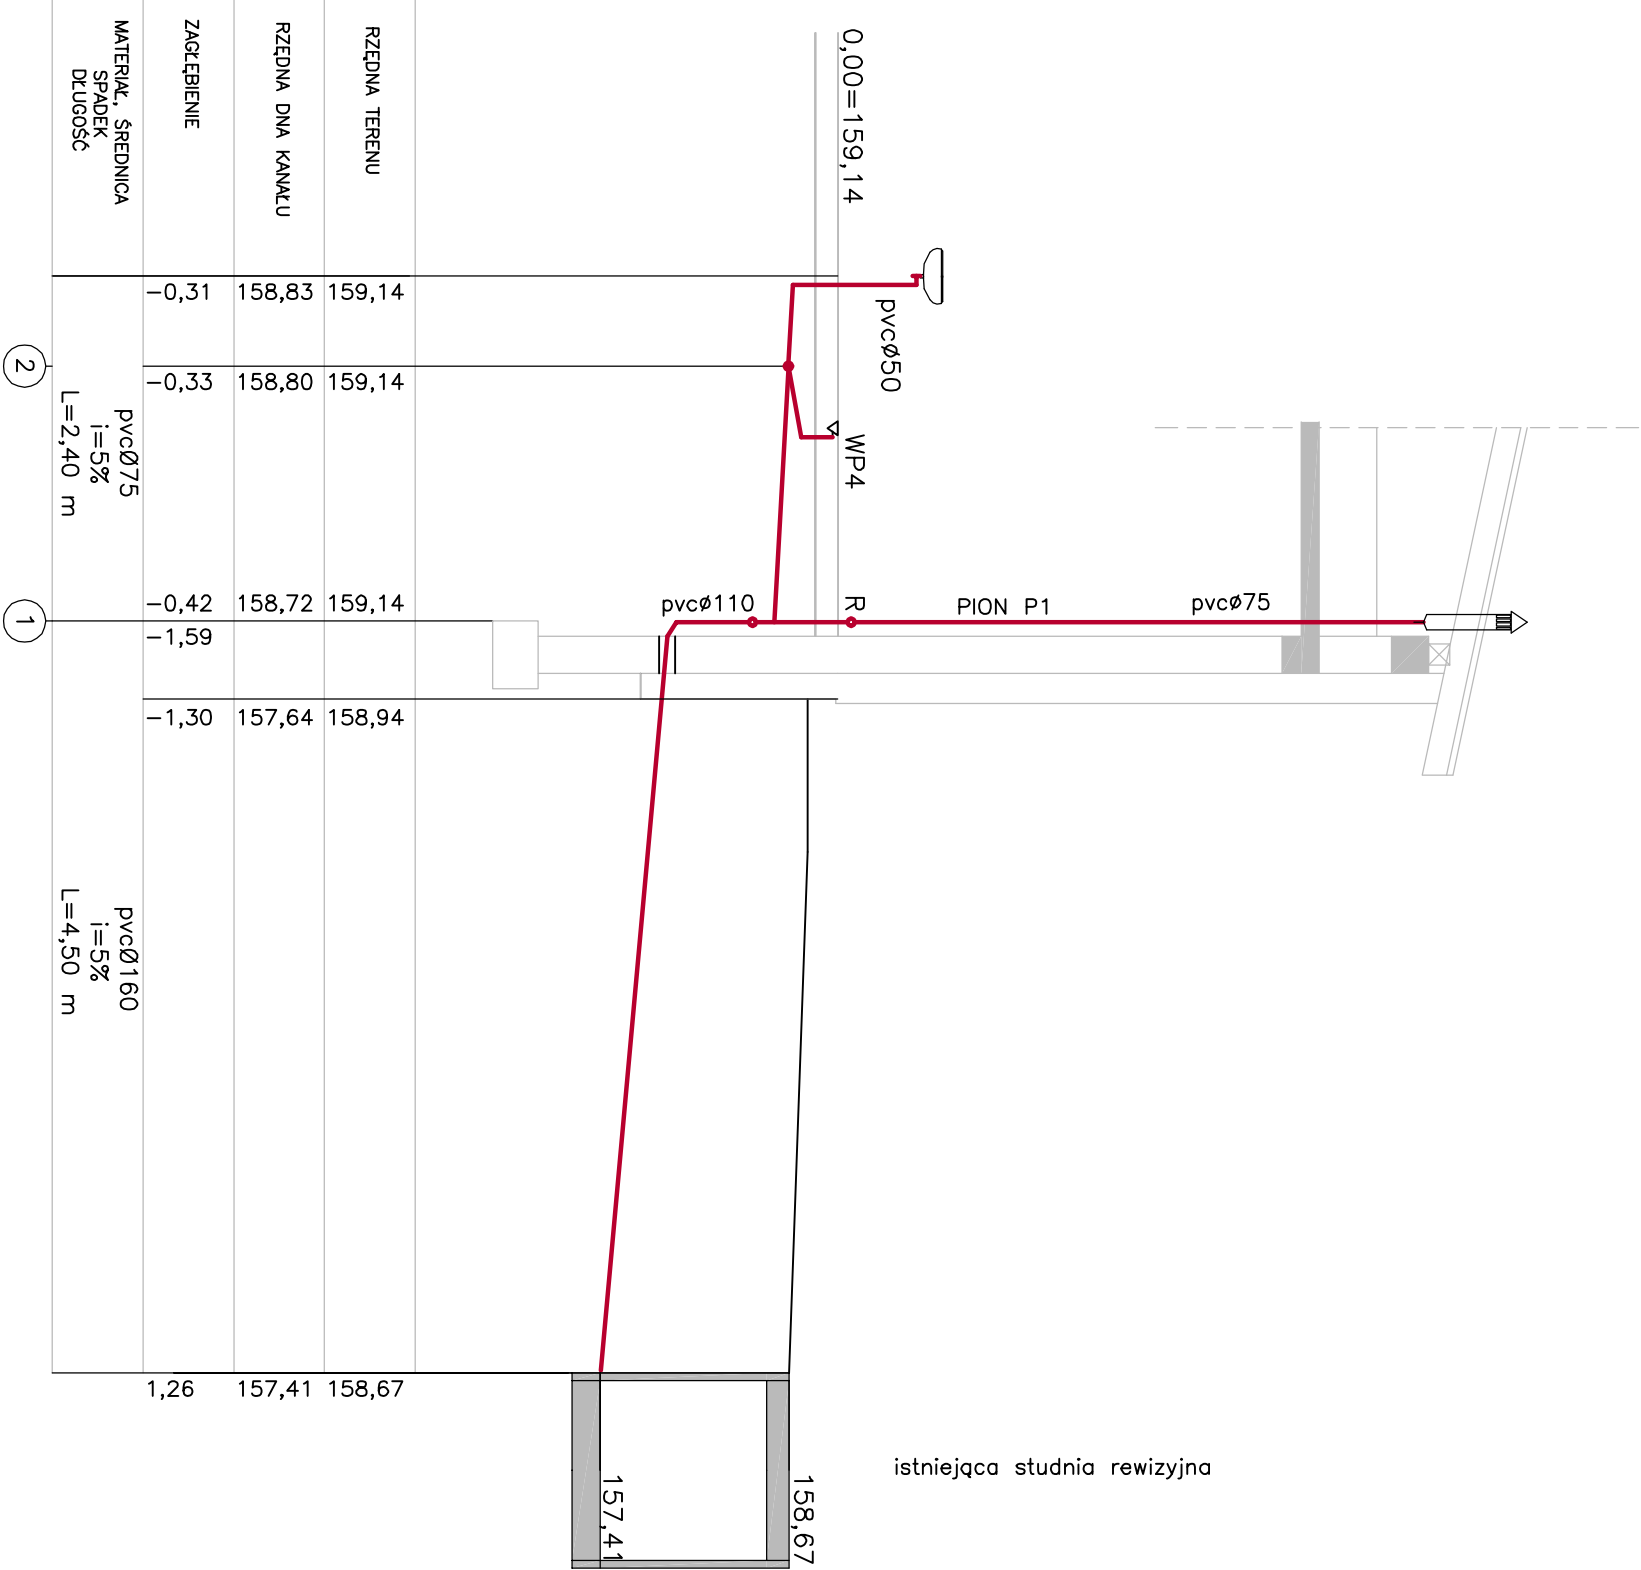 0,00=159,14
pvcø50
WP4
R
PION P1
pvcø75
pvcø110
RZĘDNA TERENU
159,14
159,14
159,14
158,94
158,67
RZĘDNA DNA KANAŁU
158,83
158,80
158,72
157,64
157,41
ZAGŁĘBIENIE
-0,31
-0,33
-0,42
-1,59
-1,30
1,26
MATERIAŁ, ŚREDNICA
SPADEK
DŁUGOŚĆ
pvcØ75
i=5%
L=2,40 m
pvcØ160
i=5%
L=4,50 m
2
1
istniejąca studnia rewizyjna
158,67
157,41